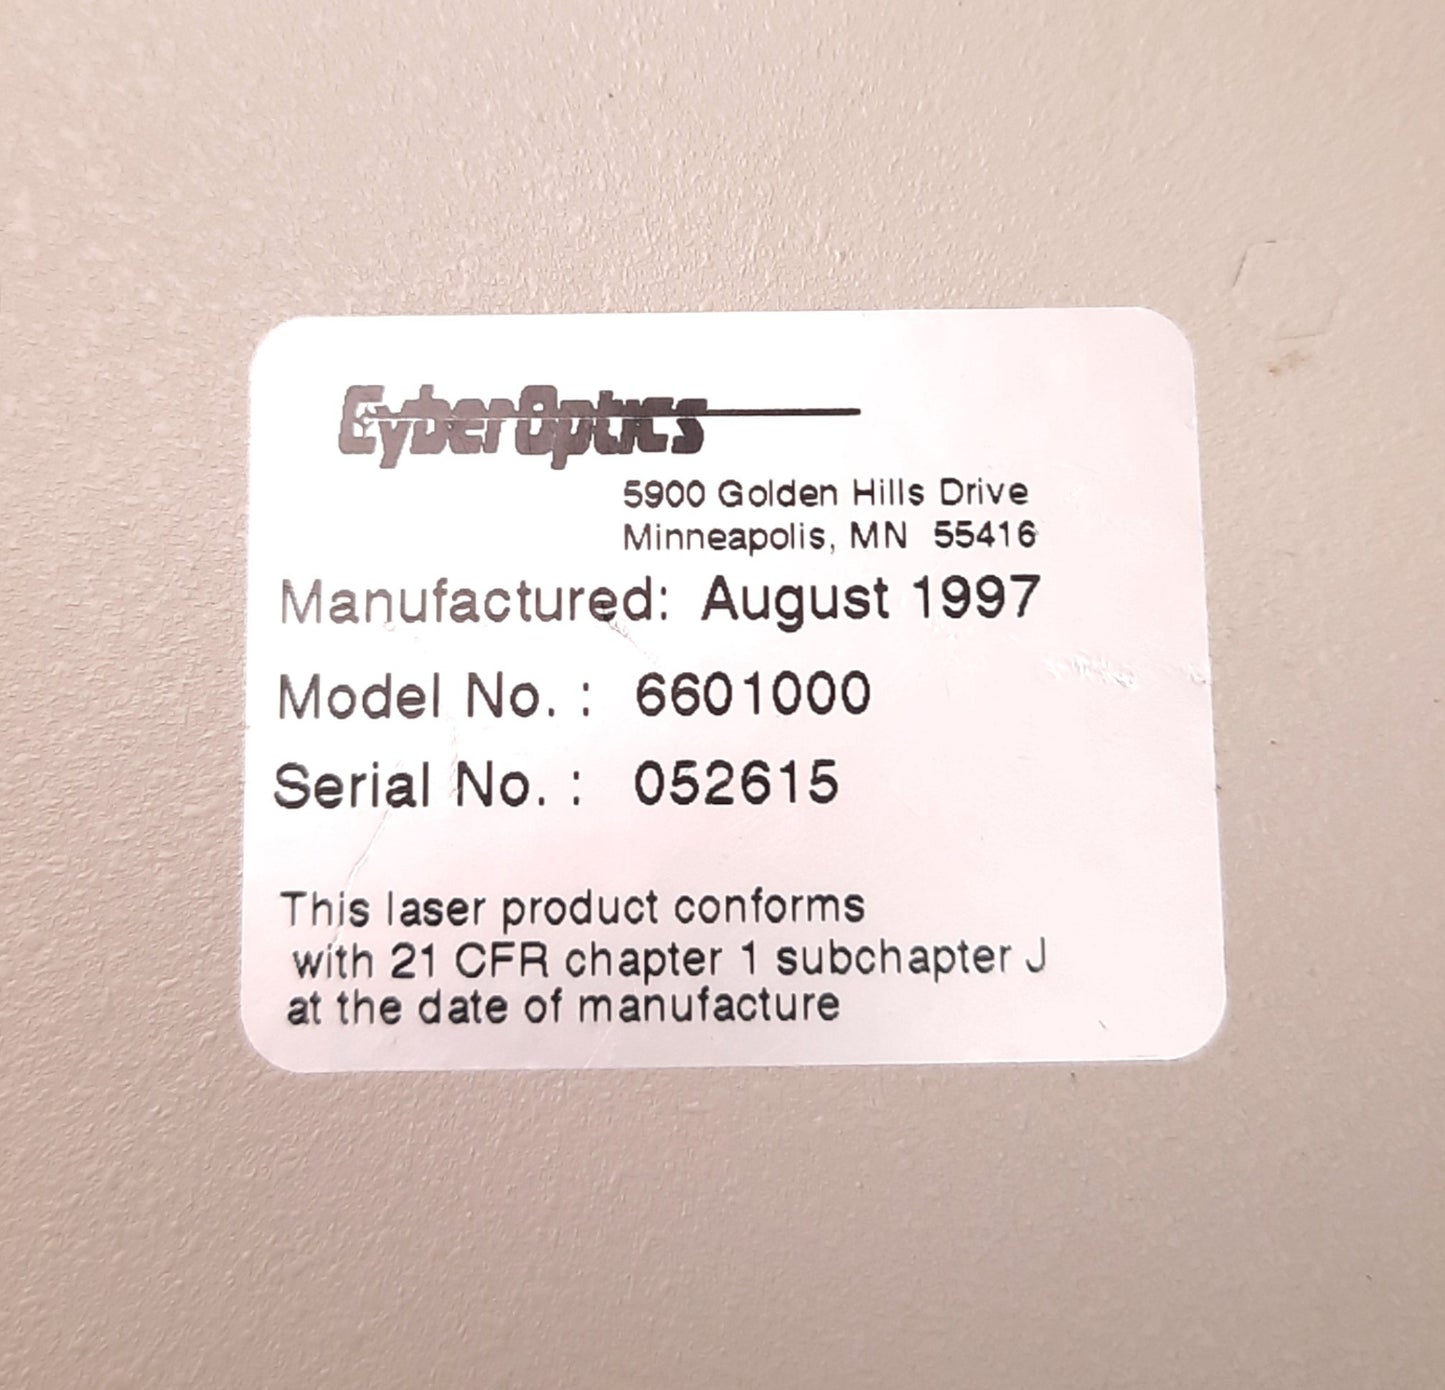 CyberOptics
5900 Golden Hills Drive
Minneapolis, MN 55416
Manufactured: August 1997
Model No. : 6601000
Serial No. : 052615
This laser product conforms
with 21 CFR chapter 1 subchapter J
at the date of manufacture